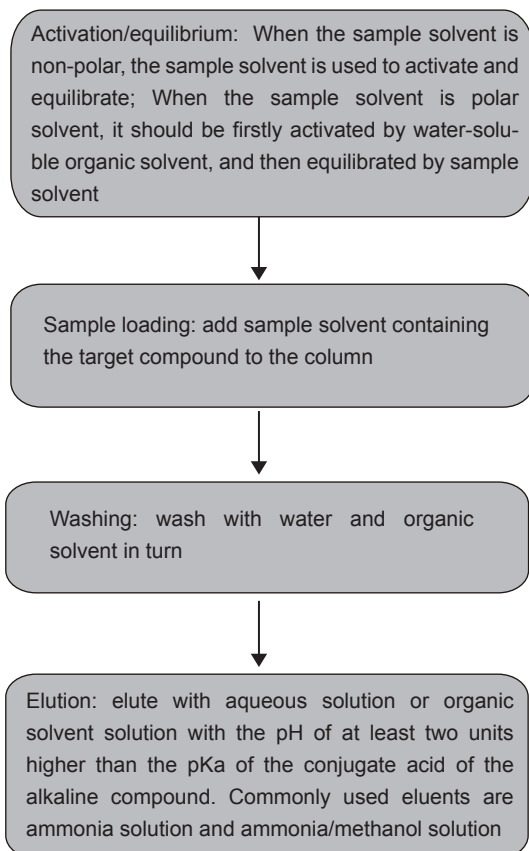 Activation/equilibrium: When the sample solvent is
non-polar, the sample solvent is used to activate and
equilibrate; When the sample solvent is polar
solvent, it should be firstly activated by water-solu-
ble organic solvent, and then equilibrated by sample
solvent
Sample loading: add sample solvent containing
the target compound to the column
Washing: wash with water and organic
solvent in turn
Elution: elute with aqueous solution or organic
solvent solution with the pH of at least two units
higher than the pKa of the conjugate acid of the
alkaline compound. Commonly used eluents are
ammonia solution and ammonia/methanol solution